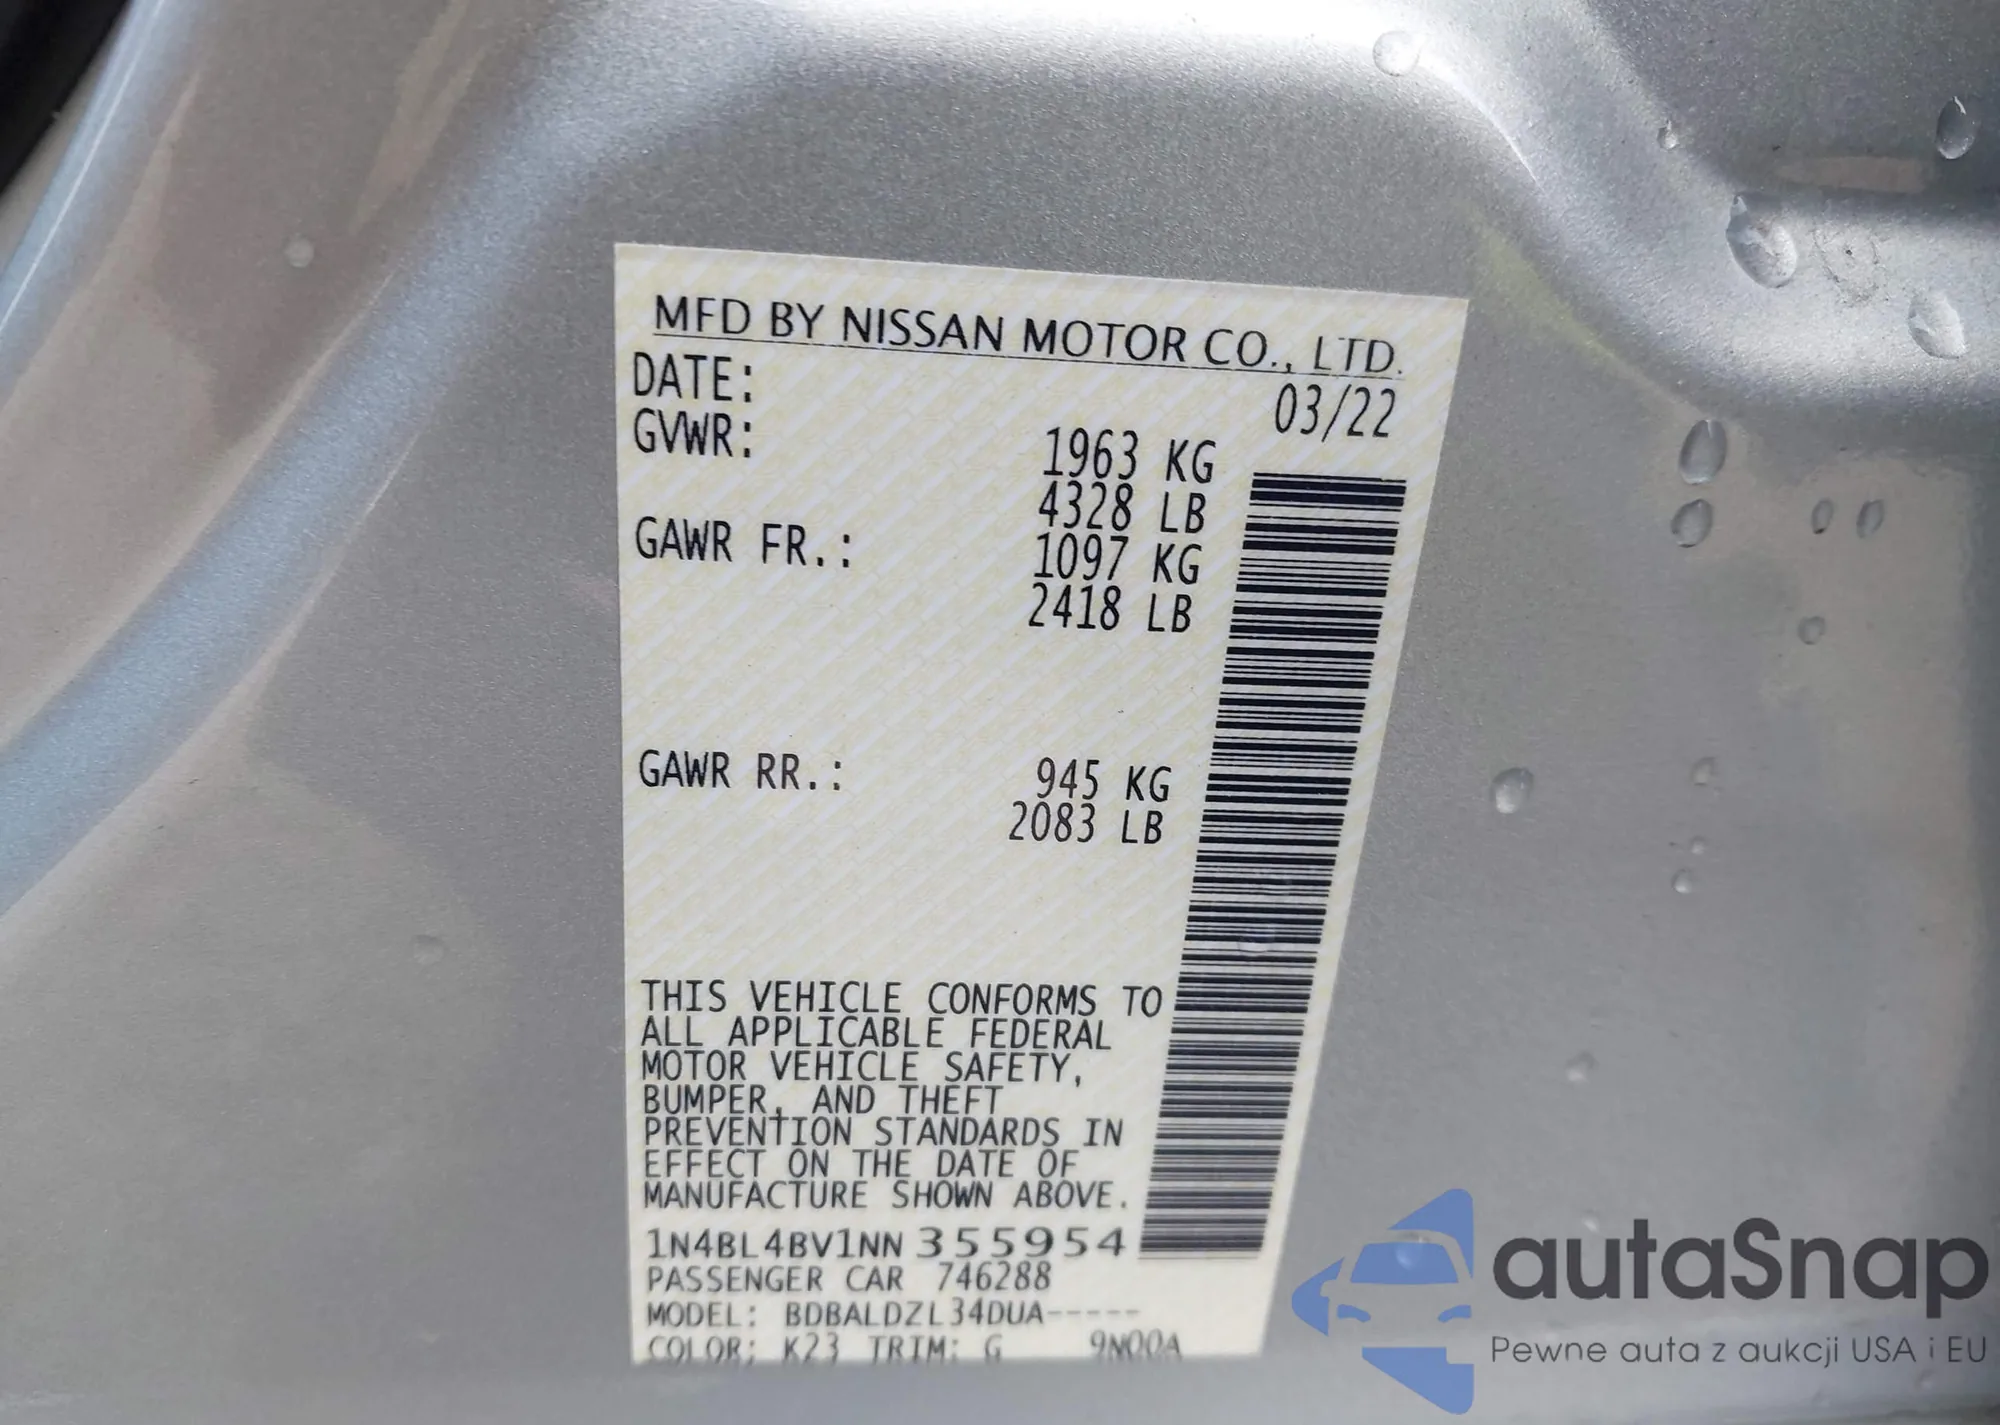 MFD BY NISSAN MOTOR CO., LTD.
DATE: 03/22
GVWR: 1963 KG
4328 LB
GAWR FR.: 1097 KG
2418 LB
GAWR RR.: 945 KG
2083 LB
THIS VEHICLE CONFORMS TO
ALL APPLICABLE FEDERAL
MOTOR VEHICLE SAFETY,
BUMPER, AND THEFT
PREVENTION STANDARDS IN
EFFECT ON THE DATE OF
MANUFACTURE SHOWN ABOVE.
1N4BL4BV1NN355954
PASSENGER CAR 746288
MODEL: BDBALDZL34DUA-----
COLOR: K23 TRIM: G 9N00A
autaSnap
Pewne auta z aukcji USA i EU